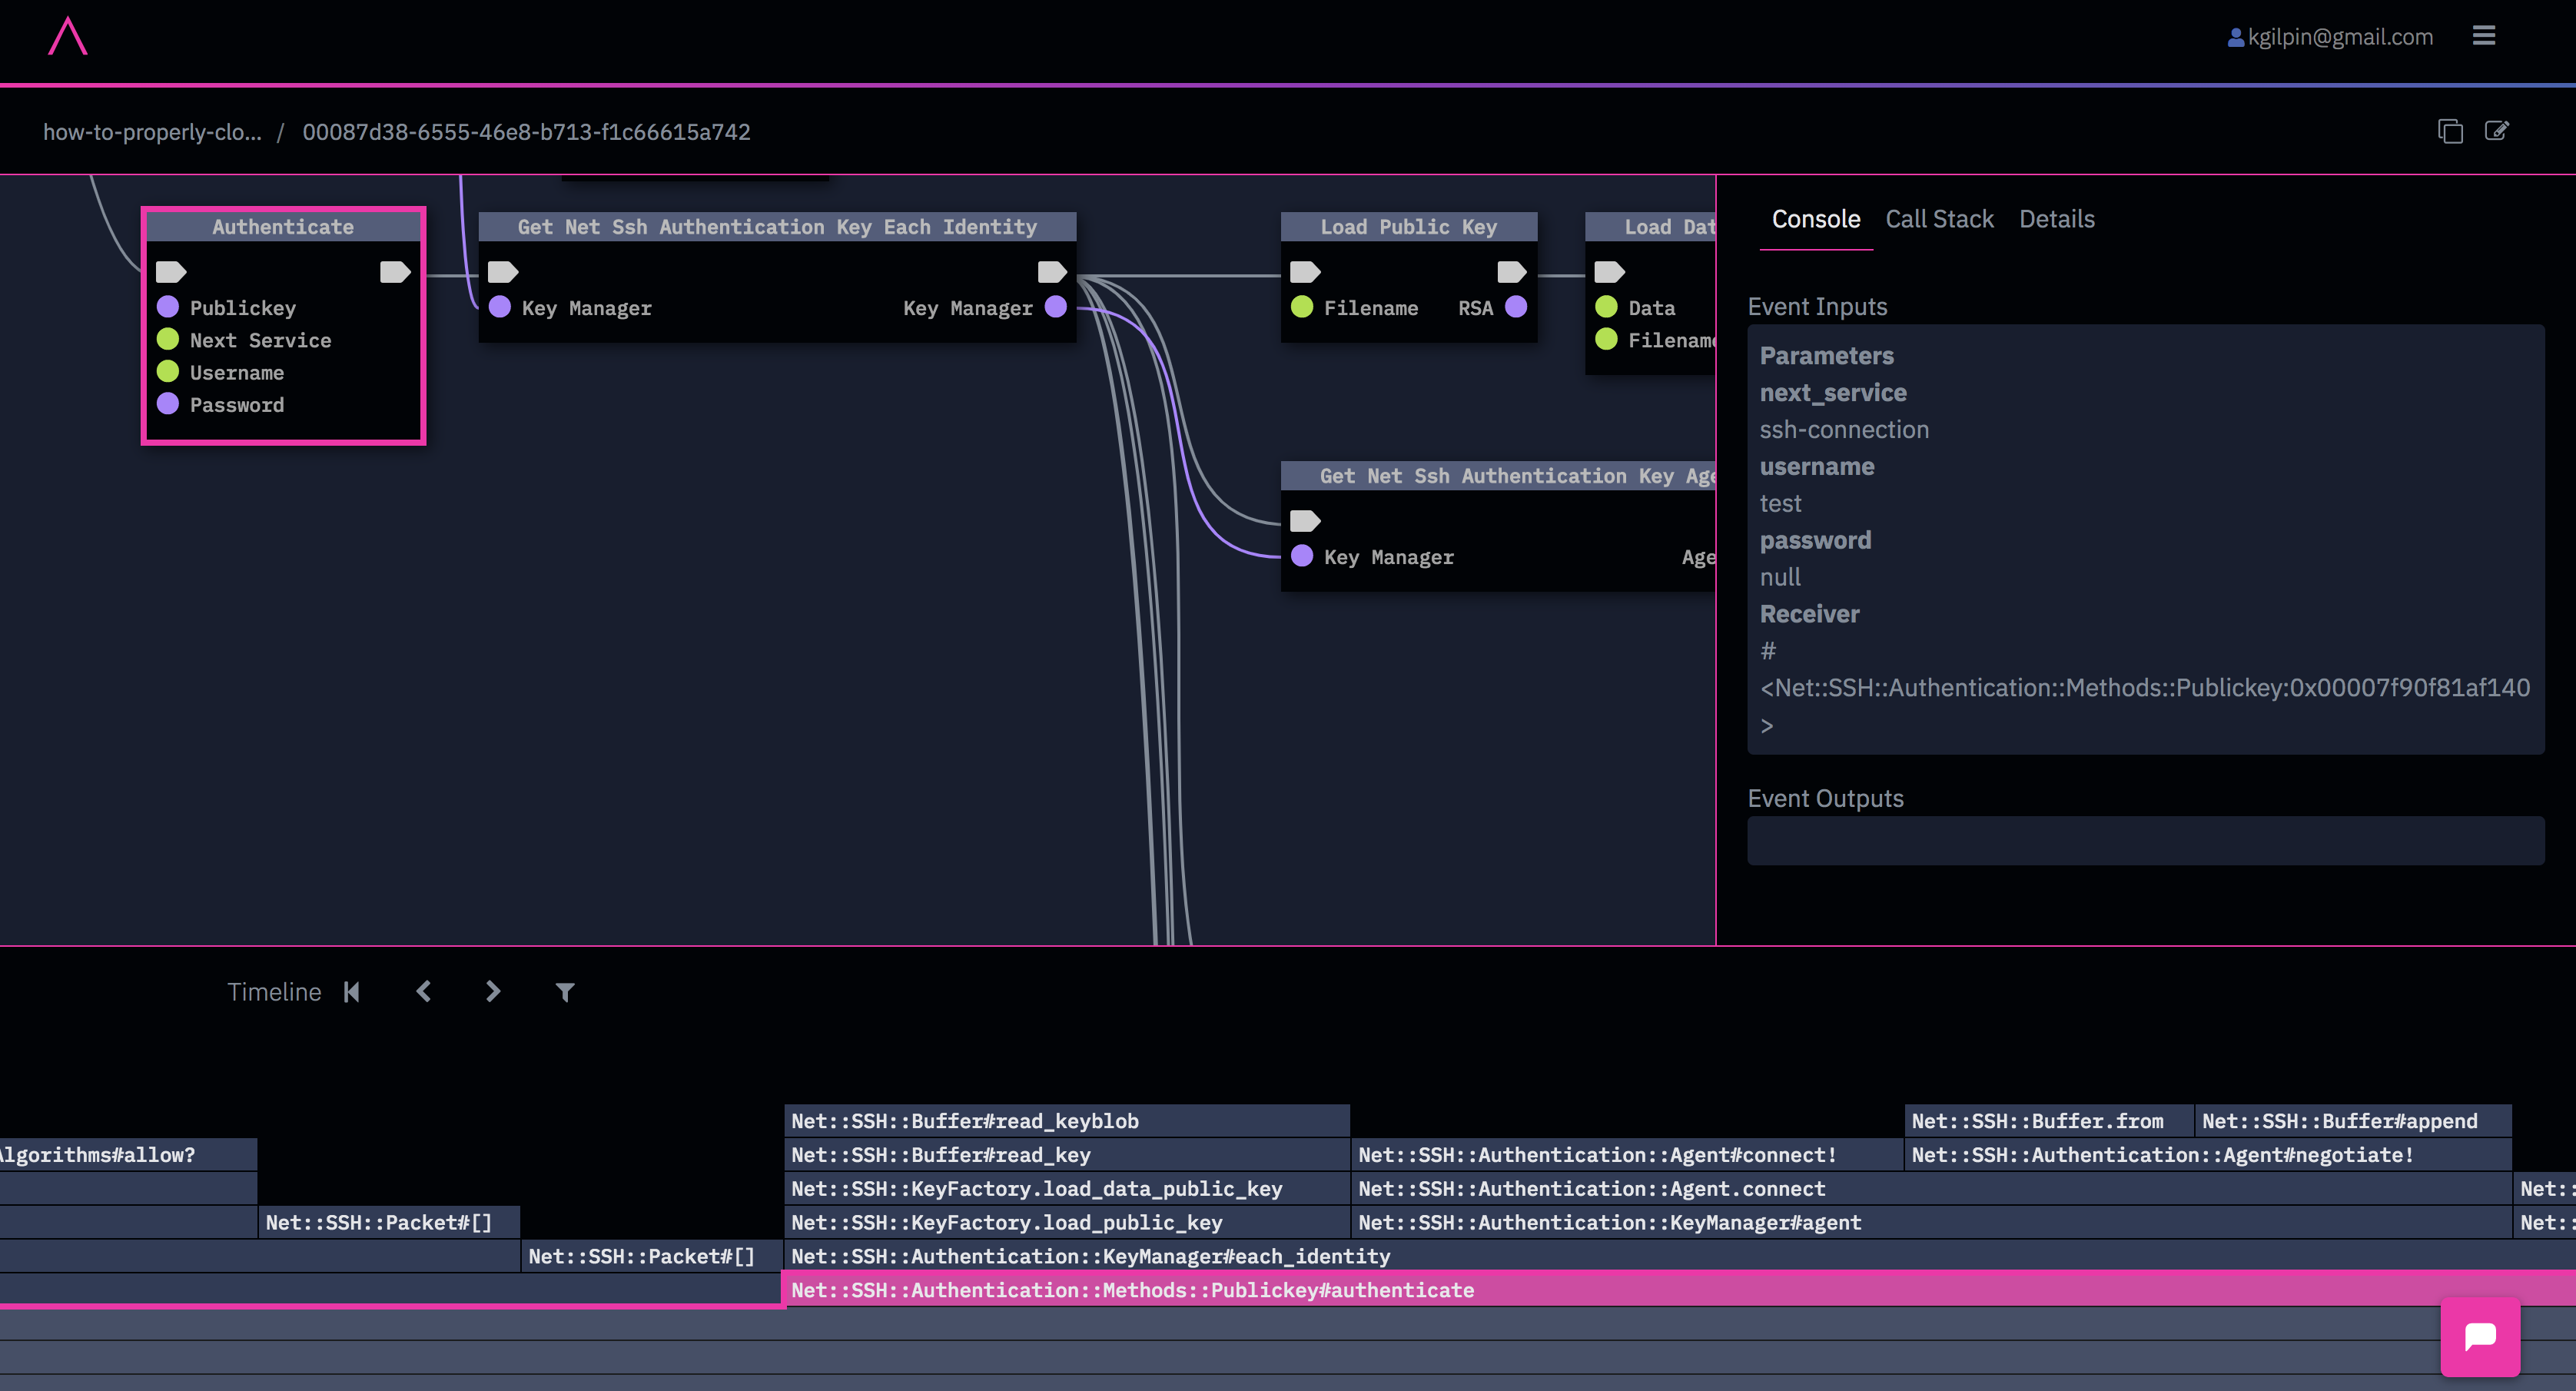 kgilpin@gmail.com
how-to-properly-clo... / 00087d38-6555-46e8-b713-f1c66615a742
Authenticate
Publickey
Next Service
Username
Password
Get Net Ssh Authentication Key Each Identity
Key Manager Key Manager
Load Public Key
Filename RSA
Load Dat
Data
Filename
Get Net Ssh Authentication Key Age
Key Manager Age
Console Call Stack Details
Event Inputs
Parameters
next_service
ssh-connection
username
test
password
null
Receiver
#
<Net::SSH::Authentication::Methods::Publickey:0x00007f90f81af140
>
Event Outputs
Timeline
Net::SSH::Buffer#read_keyblob Net::SSH::Buffer.from Net::SSH::Buffer#append
Algorithms#allow? Net::SSH::Buffer#read_key Net::SSH::Authentication::Agent#connect! Net::SSH::Authentication::Agent#negotiate!
Net::SSH::KeyFactory.load_data_public_key Net::SSH::Authentication::Agent.connect Net::
Net::SSH::Packet#[] Net::SSH::KeyFactory.load_public_key Net::SSH::Authentication::KeyManager#agent Net::
Net::SSH::Packet#[] Net::SSH::Authentication::KeyManager#each_identity
Net::SSH::Authentication::Methods::Publickey#authenticate